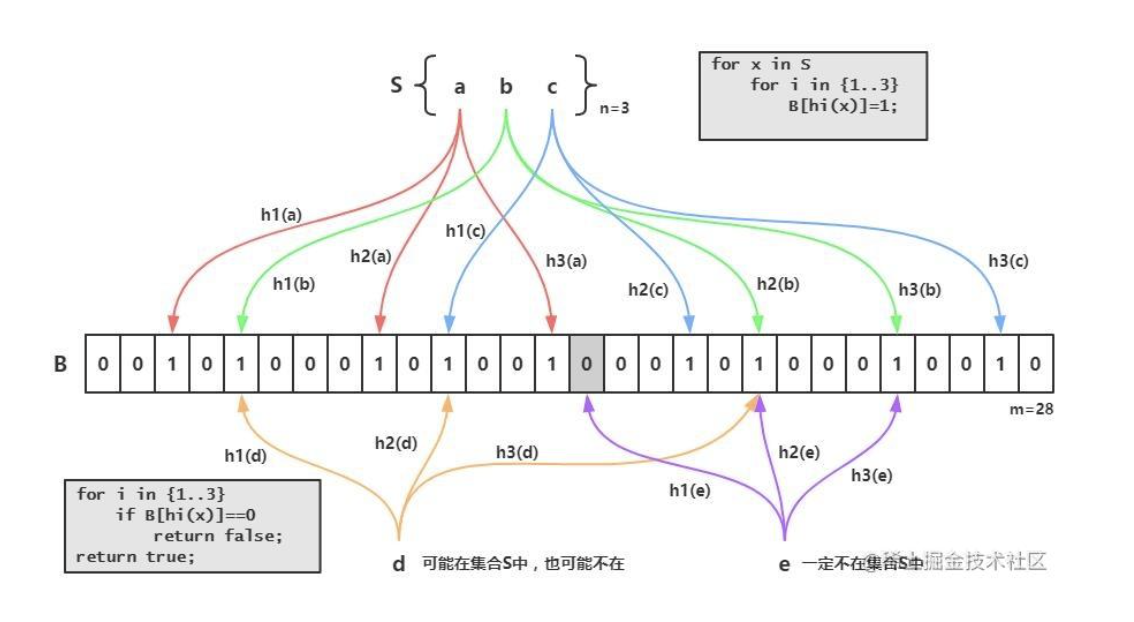 S { a b c } n=3
for x in S
for i in {1..3}
B[hi(x)]=1;
h1(a)
h1(b)
h2(a)
h1(c)
h3(a)
h2(c)
h2(b)
h3(b)
h3(c)
B 0 0 1 0 1 0 0 0 1 0 1 0 0 1 0 0 0 1 0 1 0 0 0 1 0 0 1 0
m=28
h1(d)
h2(d)
h3(d)
h1(e)
h2(e)
h3(e)
for i in {1..3}
if B[hi(x)]==0
return false;
return true;
d 可能在集合S中，也可能不在
e 一定不在集合S中
@稀土掘金技术社区